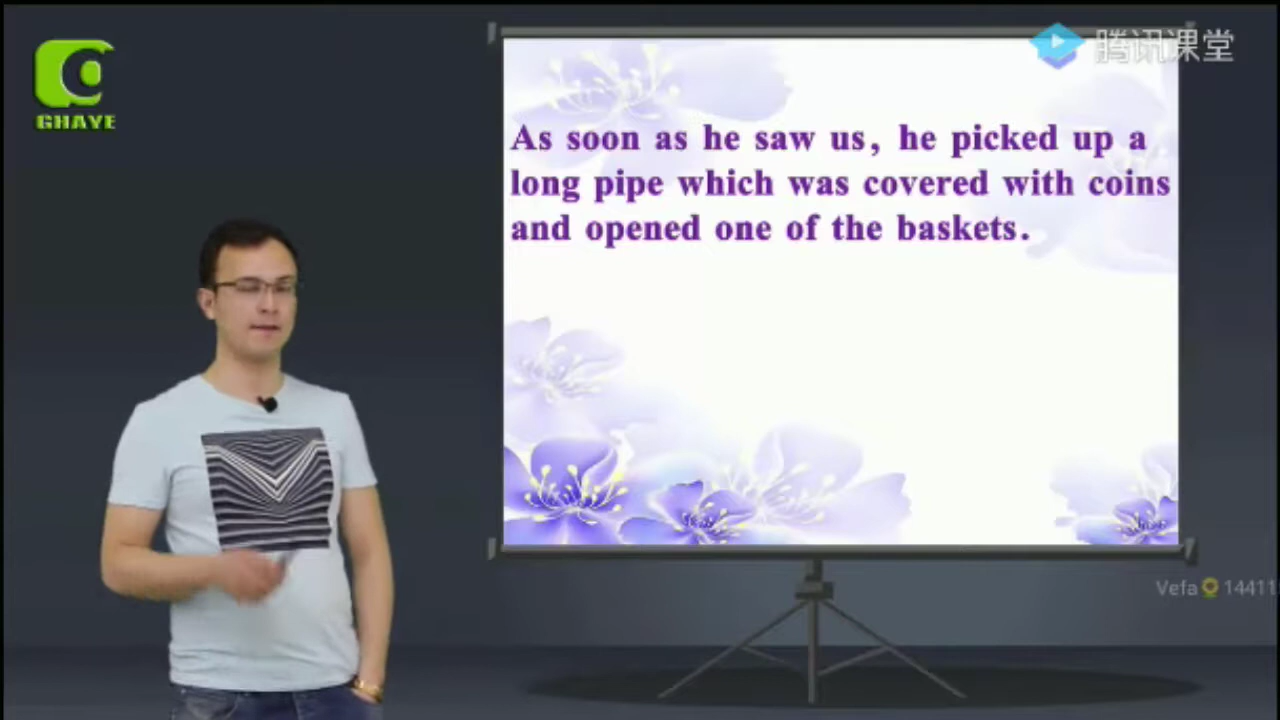 GHAYE
腾讯课堂
As soon as he saw us, he picked up a
long pipe which was covered with coins
and opened one of the baskets.
Vefa